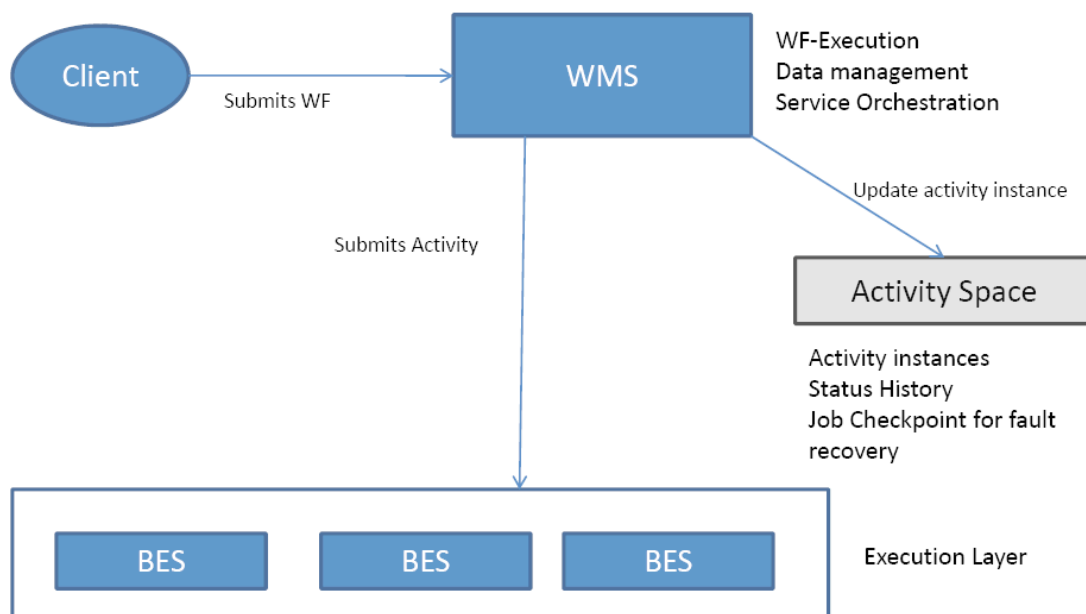 Client
Submits WF
WMS
WF-Execution
Data management
Service Orchestration
Update activity instance
Submits Activity
Activity Space
Activity instances
Status History
Job Checkpoint for fault
recovery
BES
BES
BES
Execution Layer